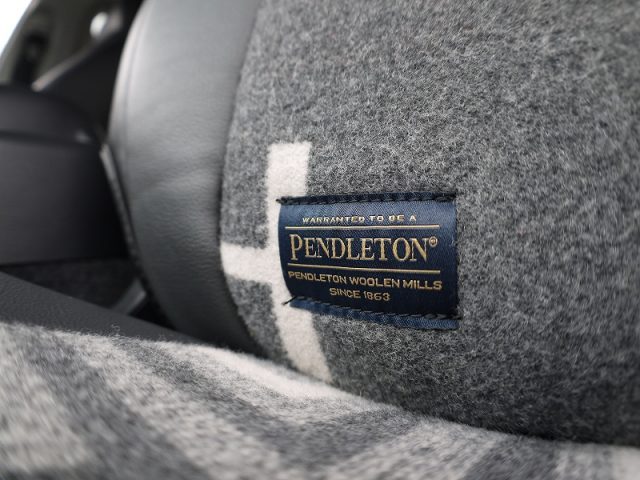 WARRANTED TO BE A
PENDLETON®
PENDLETON WOOLEN MILLS
SINCE 1863